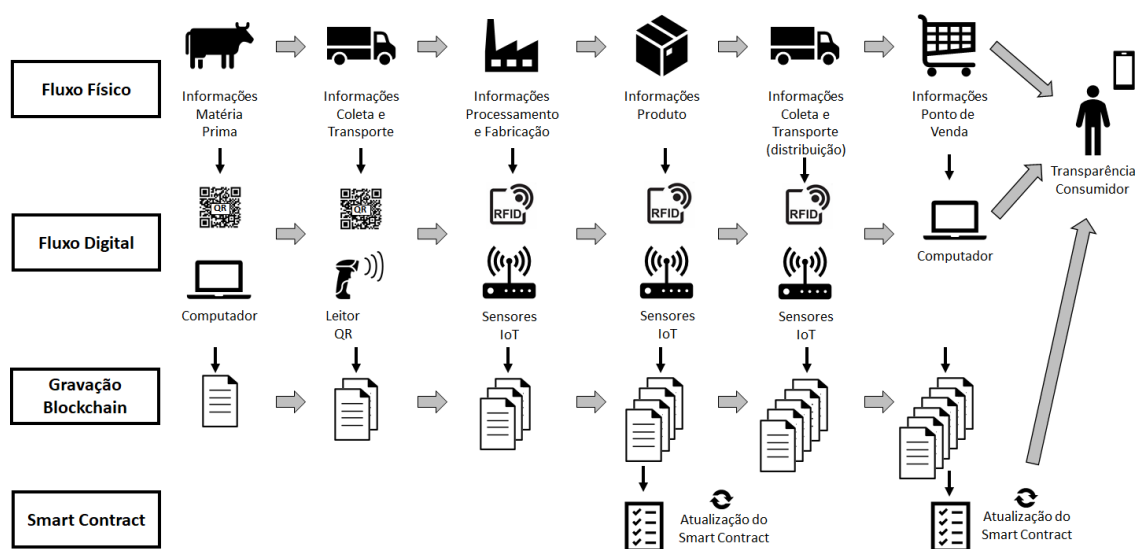 Fluxo Físico
Informações
Matéria
Prima
Informações
Coleta e
Transporte
Informações
Processamento
e Fabricação
Informações
Produto
Informações
Coleta e
Transporte
(distribuição)
Informações
Ponto de
Venda
Transparência
Consumidor
Fluxo Digital
QR
QR
RFID
RFID
RFID
Computador
Leitor
QR
Sensores
IoT
Sensores
IoT
Sensores
IoT
Computador
Gravação
Blockchain
Smart Contract
Atualização do
Smart Contract
Atualização do
Smart Contract